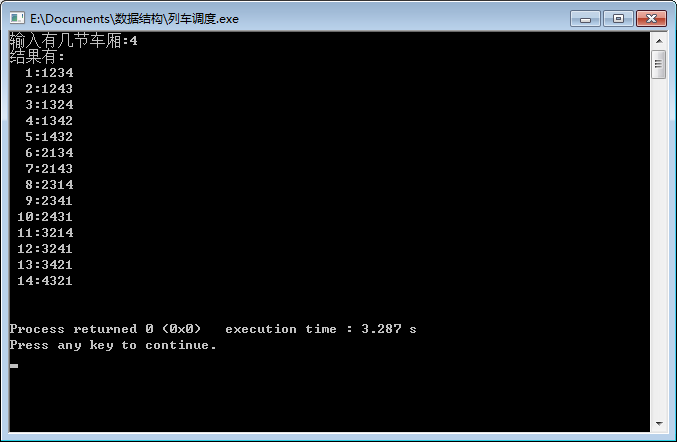 E:\Documents\数据结构\列车调度.exe
输入有几节车厢:4
结果有:
1:1234
2:1243
3:1324
4:1342
5:1432
6:2134
7:2143
8:2314
9:2341
10:2431
11:3214
12:3241
13:3421
14:4321
Process returned 0 (0x0)   execution time : 3.287 s
Press any key to continue.